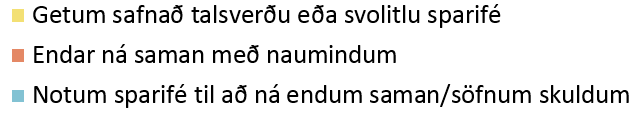 Getum safnað talsverðu eða svolitlu sparifé
Endar ná saman með naumindum
Notum sparifé til að ná endum saman/söfnum skuldum